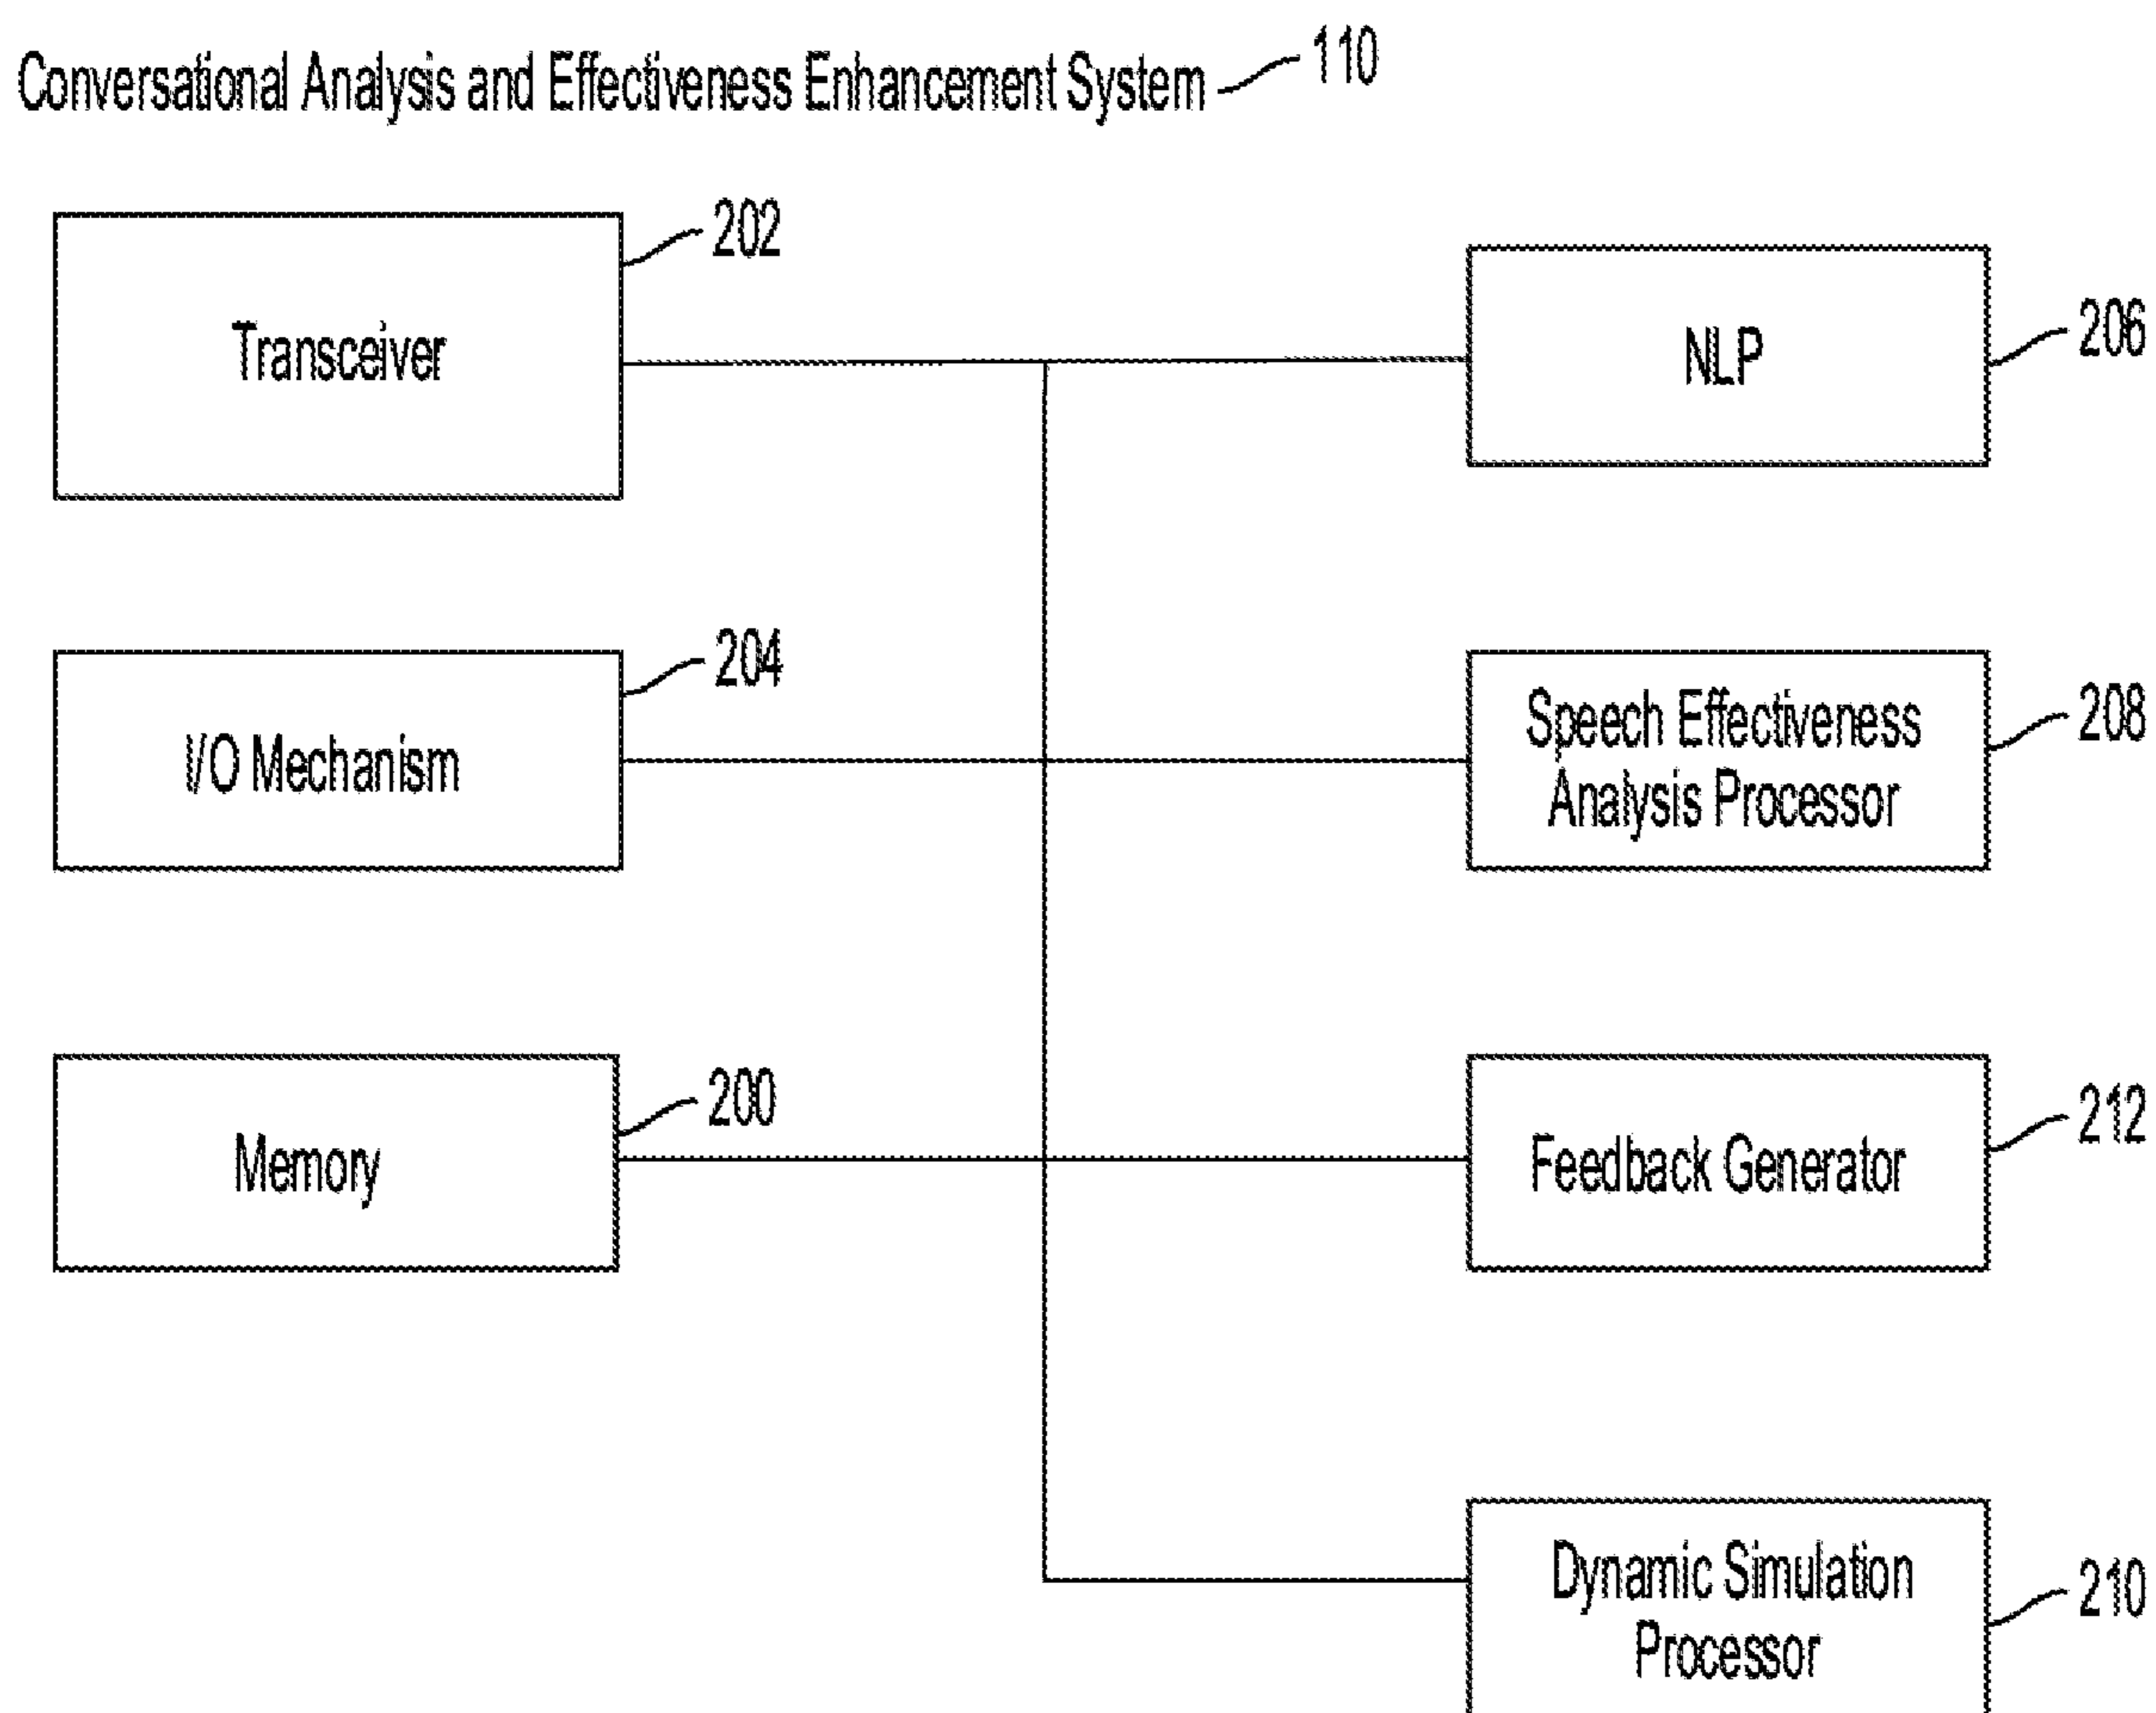 Conversational Analysis and Effectiveness Enhancement System 110
202
Transceiver
NLP
206
204
I/O Mechanism
Speech Effectiveness
Analysis Processor
208
200
Memory
Feedback Generator
212
Dynamic Simulation
Processor
210